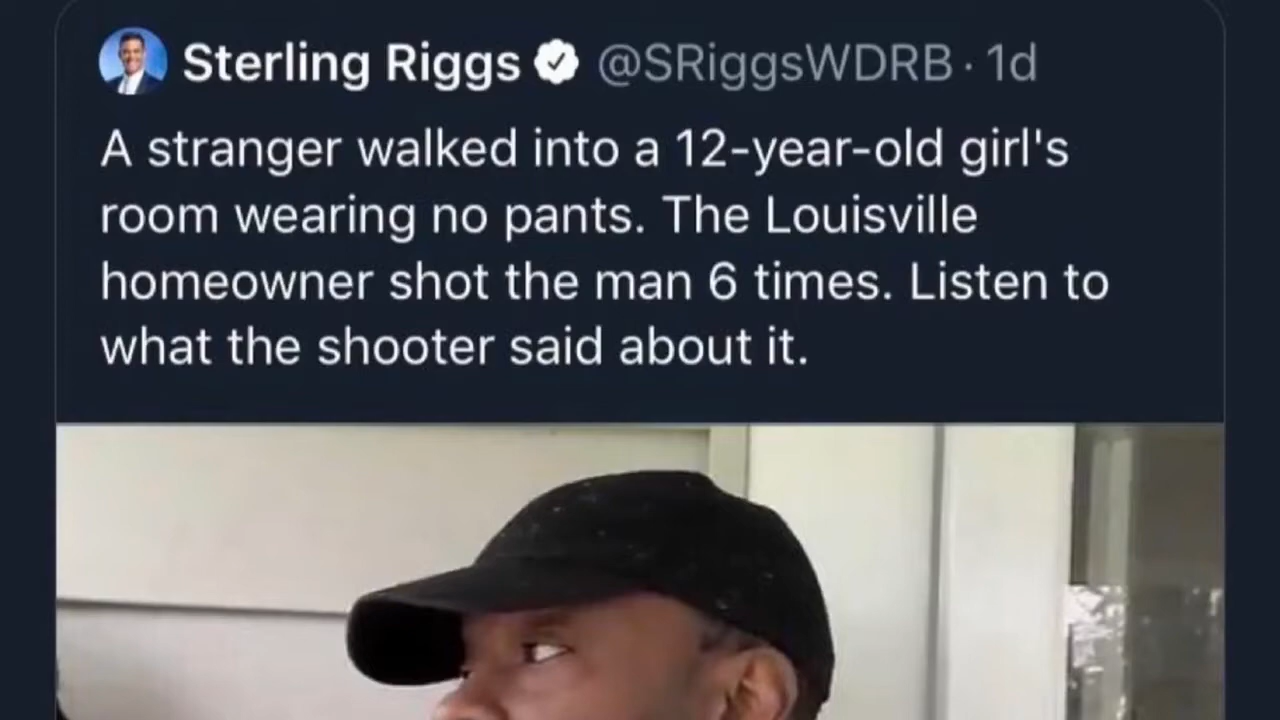 Sterling Riggs @SRiggsWDRB · 1d
A stranger walked into a 12-year-old girl's
room wearing no pants. The Louisville
homeowner shot the man 6 times. Listen to
what the shooter said about it.